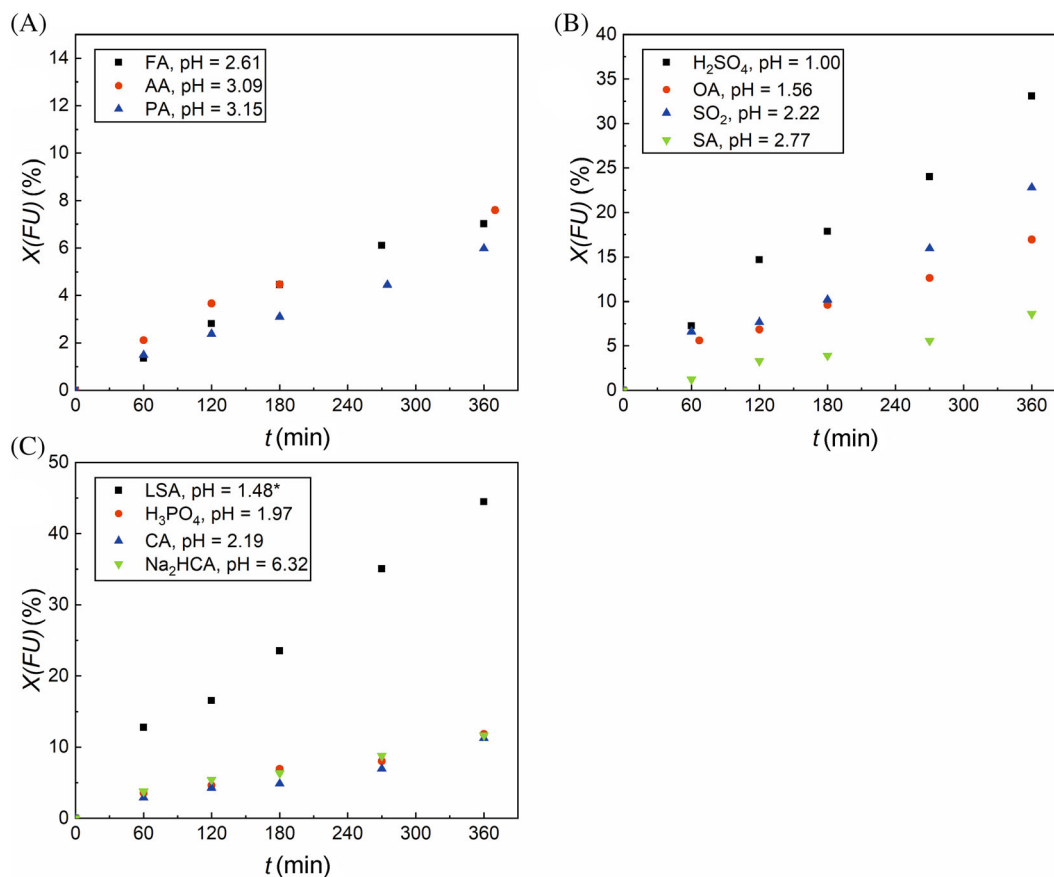 (A)
FA, pH = 2.61
AA, pH = 3.09
PA, pH = 3.15
14
12
10
8
6
4
2
0
X(FU) (%)
0 60 120 180 240 300 360
t (min)
(B)
H₂SO₄, pH = 1.00
OA, pH = 1.56
SO₂, pH = 2.22
SA, pH = 2.77
40
35
30
25
20
15
10
5
0
X(FU) (%)
0 60 120 180 240 300 360
t (min)
(C)
LSA, pH = 1.48*
H₃PO₄, pH = 1.97
CA, pH = 2.19
Na₂HCA, pH = 6.32
50
40
30
20
10
0
X(FU) (%)
0 60 120 180 240 300 360
t (min)